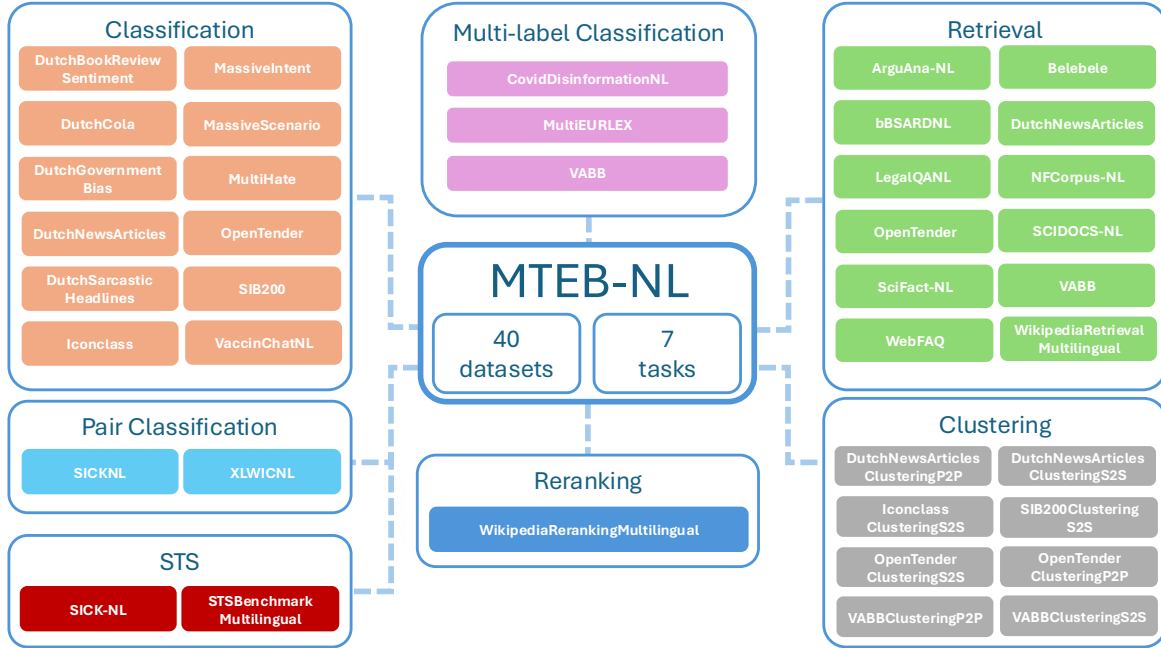 Classification
DutchBookReview
Sentiment
MassiveIntent
DutchCola
MassiveScenario
DutchGovernment
Bias
MultiHate
DutchNewsArticles
OpenTender
DutchSarcastic
Headlines
SIB200
Iconclass
VaccinChatNL
Pair Classification
SICKNL
XLWICNL
STS
SICK-NL
STSBenchmark
Multilingual
Multi-label Classification
CovidDisinformationNL
MultiEURLEX
VABB
MTEB-NL
40
datasets
7
tasks
Reranking
WikipediaRerankingMultilingual
Retrieval
ArguAna-NL
Belebele
bBSARDNL
DutchNewsArticles
LegalQANL
NFCorpus-NL
OpenTender
SCIDOCS-NL
SciFact-NL
VABB
WebFAQ
WikipediaRetrieval
Multilingual
Clustering
DutchNewsArticles
ClusteringP2P
DutchNewsArticles
ClusteringS2S
Iconclass
ClusteringS2S
SIB200Clustering
S2S
OpenTender
ClusteringS2S
OpenTender
ClusteringP2P
VABBClusteringP2P
VABBClusteringS2S